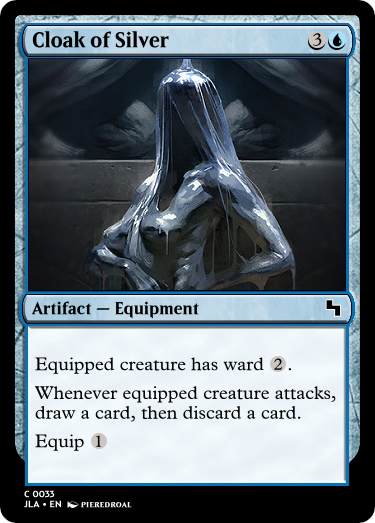 Cloak of Silver 3
Artifact — Equipment
Equipped creature has ward 2.
Whenever equipped creature attacks,
draw a card, then discard a card.
Equip 1
C 0033
JLA • EN PIEREDROAL